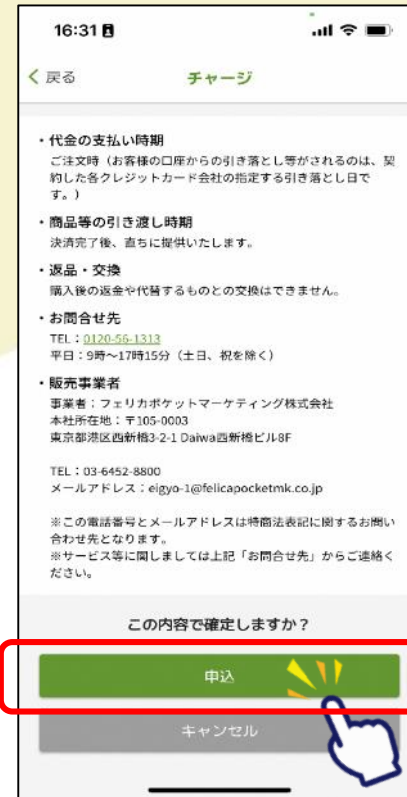 16:31
戻る
チャージ
・代金の支払い時期
ご注文時（お客様の口座からの引き落とし等がされるのは、契
約した各クレジットカード会社の指定する引き落とし日で
す。）
・商品等の引き渡し時期
決済完了後、直ちに提供いたします。
・返品・交換
購入後の返金や代替するものとの交換はできません。
・お問合せ先
TEL：0120-56-1313
平日：9時～17時15分（土日、祝を除く）
・販売事業者
事業者：フェリカポケットマーケティング株式会社
本社所在地：〒105-0003
東京都港区西新橋3-2-1 Daiwa西新橋ビル8F
TEL：03-6452-8800
メールアドレス：eigyo-1@felicapocketmk.co.jp
※この電話番号とメールアドレスは特商法表記に関するお問い
合わせ先となります。
※サービス等に関しましては上記「お問合せ先」からご連絡く
ださい。
この内容で確定しますか？
申込
キャンセル